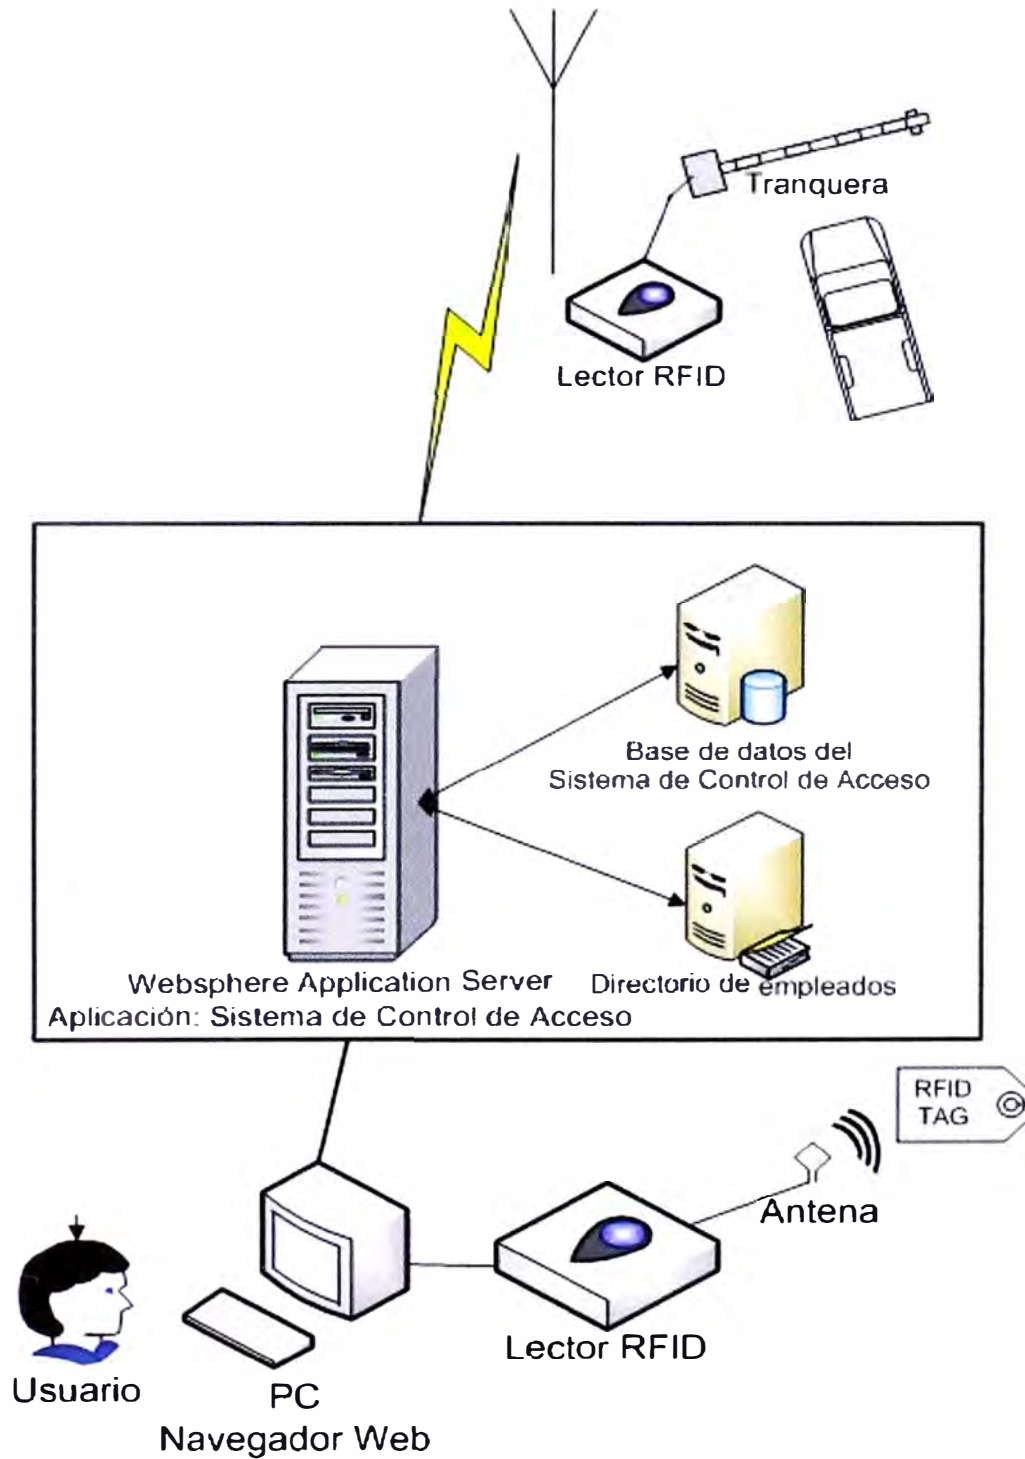 Tranquera
Lector RFID
Base de datos del
Sistema de Control de Acceso
Websphere Application Server
Directorio de empleados
Aplicación: Sistema de Control de Acceso
RFID
TAG
Antena
Lector RFID
Usuario
PC
Navegador Web